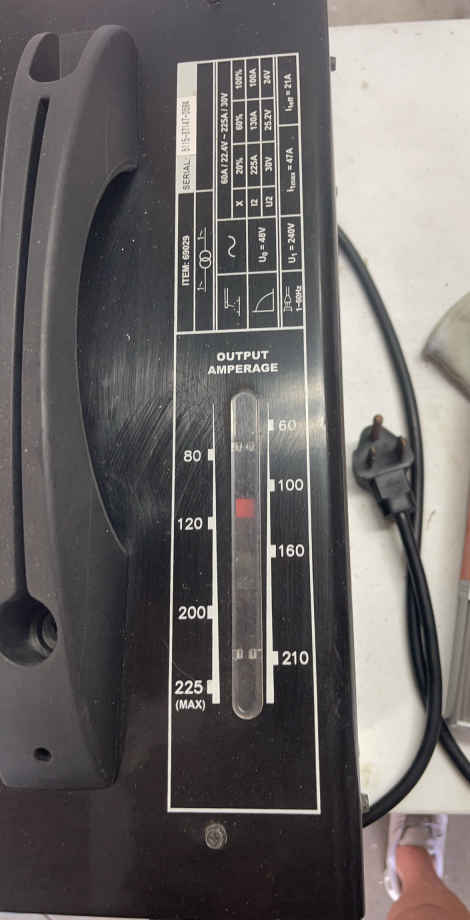 ITEM: 69029
60A / 22.4V ~ 225A / 30V
X 20% 60% 100%
I2 225A 130A 100A
U2 30V 25.2V 24V
U₀ = 48V
U₁ = 240V I₁max = 47A I₁eff = 21A
1~60Hz
OUTPUT
AMPERAGE
60
80
100
120
160
200
210
225
(MAX)
SERIAL: